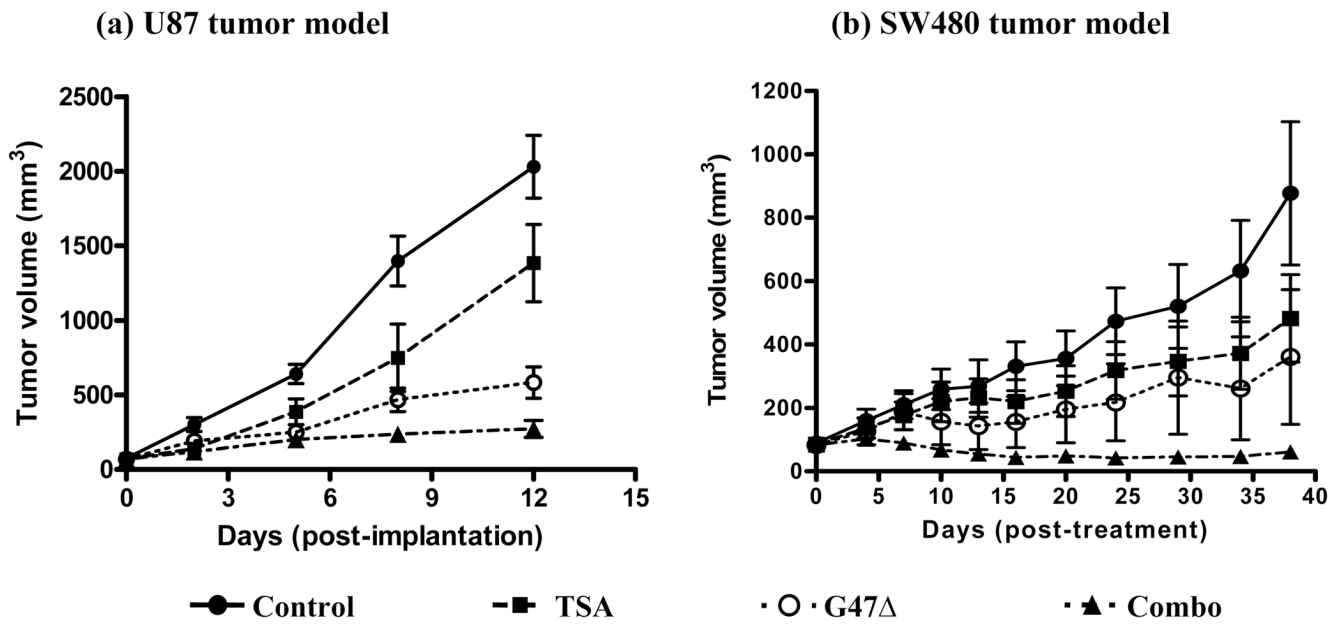 (a) U87 tumor model
(b) SW480 tumor model
Tumor volume (mm³)
2500
2000
1500
1000
500
0
0 3 6 9 12 15
Days (post-implantation)
Tumor volume (mm³)
1200
1000
800
600
400
200
0
0 5 10 15 20 25 30 35 40
Days (post-treatment)
Control TSA G47Δ Combo